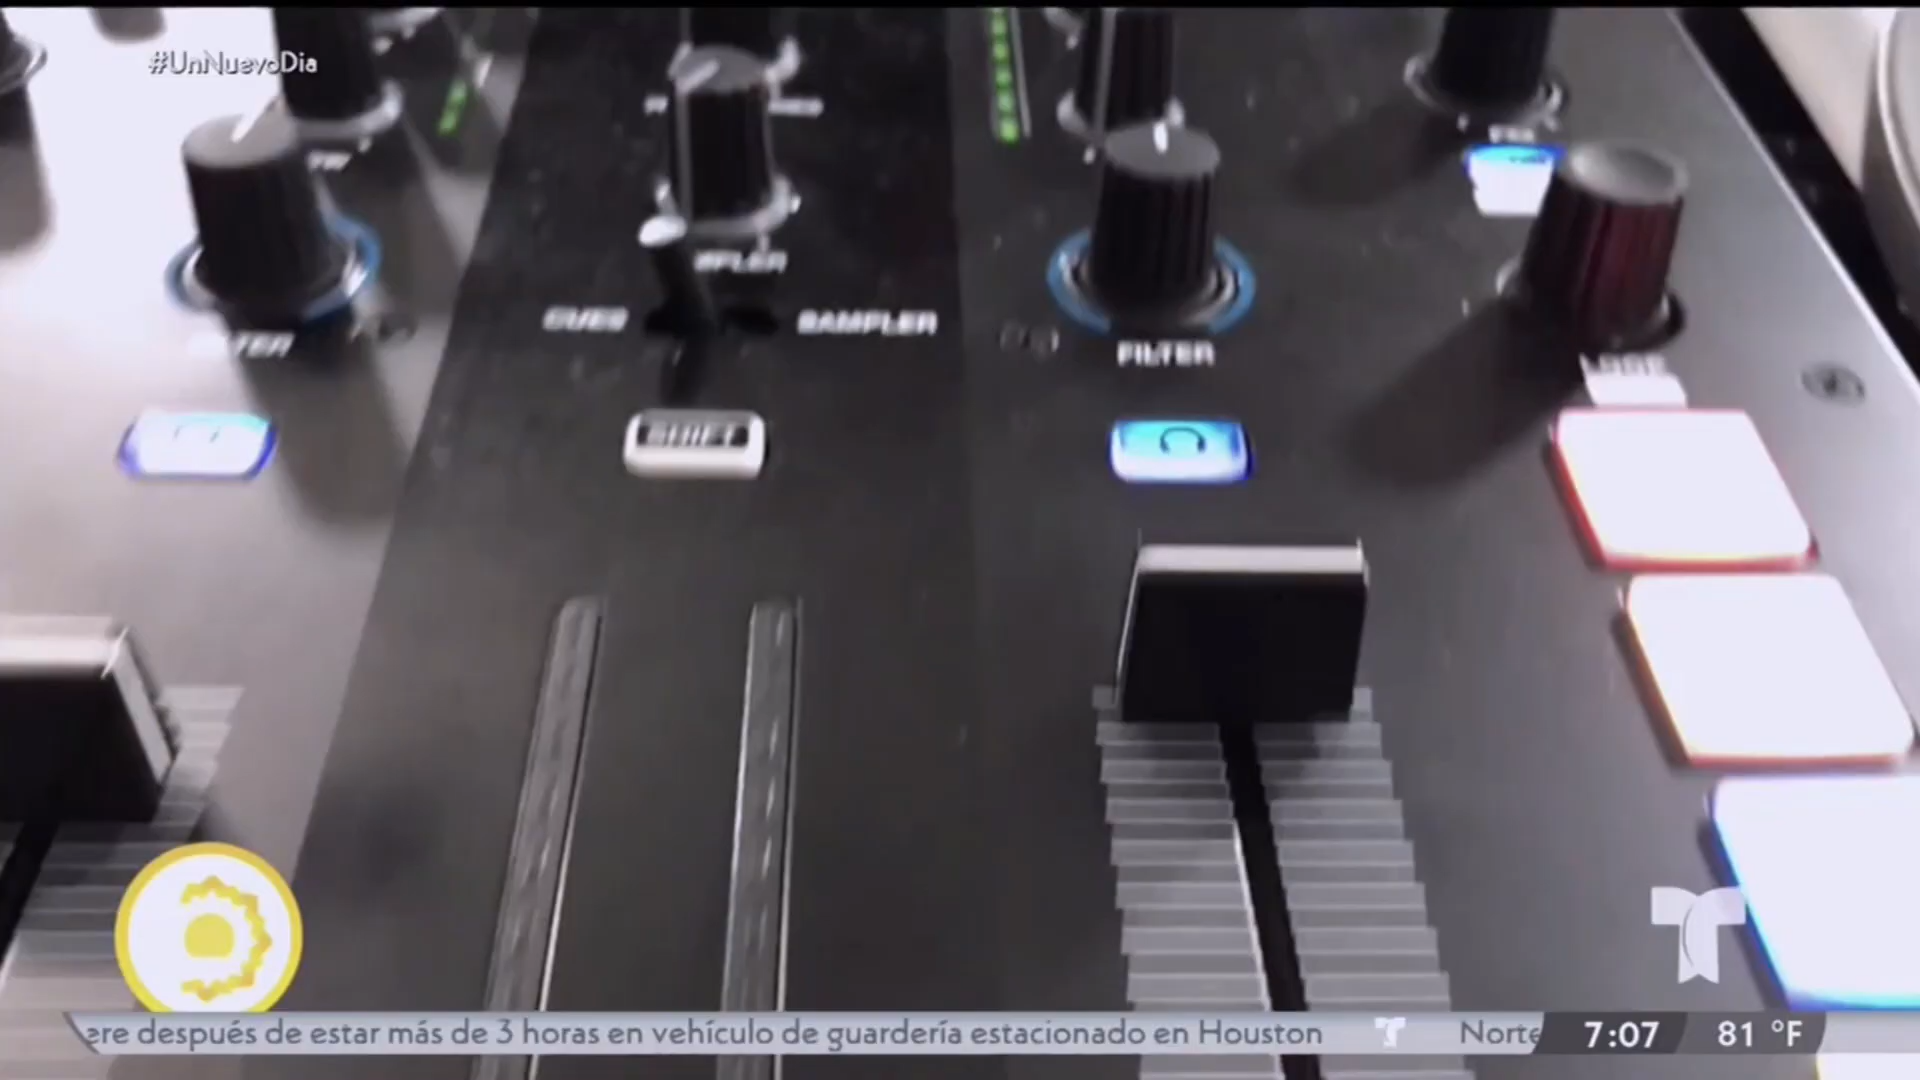 #UnNuevoDia
CUES SAMPLER
FILTER
SHIFT
ere después de estar más de 3 horas en vehículo de guardería estacionado en Houston Norte 7:07 81 °F